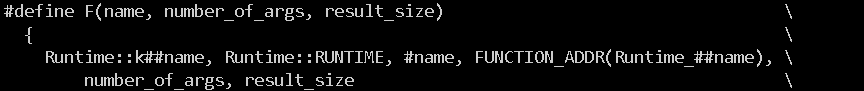 #define F(name, number_of_args, result_size) \
  { \
    Runtime::k##name, Runtime::RUNTIME, #name, FUNCTION_ADDR(Runtime_##name), \
        number_of_args, result_size \